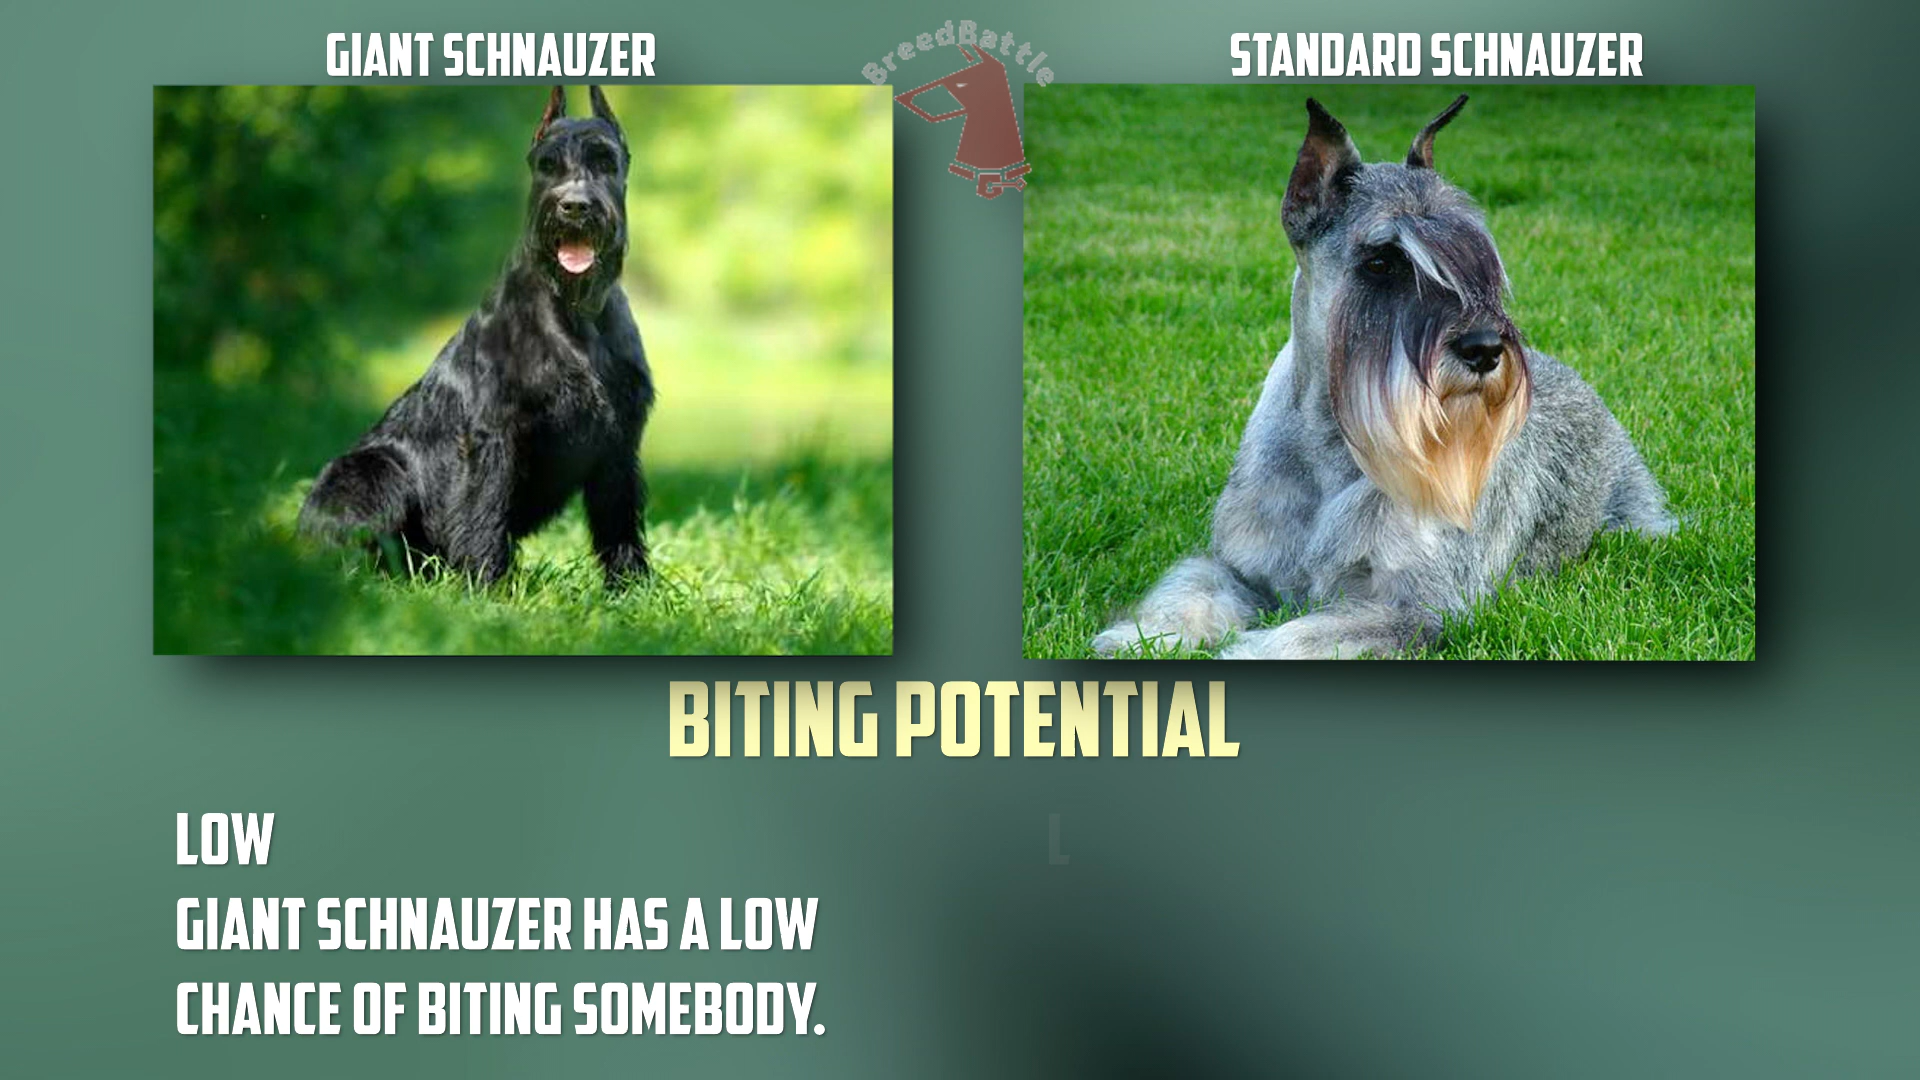 GIANT SCHNAUZER
BreedBattle
STANDARD SCHNAUZER
BITING POTENTIAL
LOW
L
GIANT SCHNAUZER HAS A LOW
CHANCE OF BITING SOMEBODY.